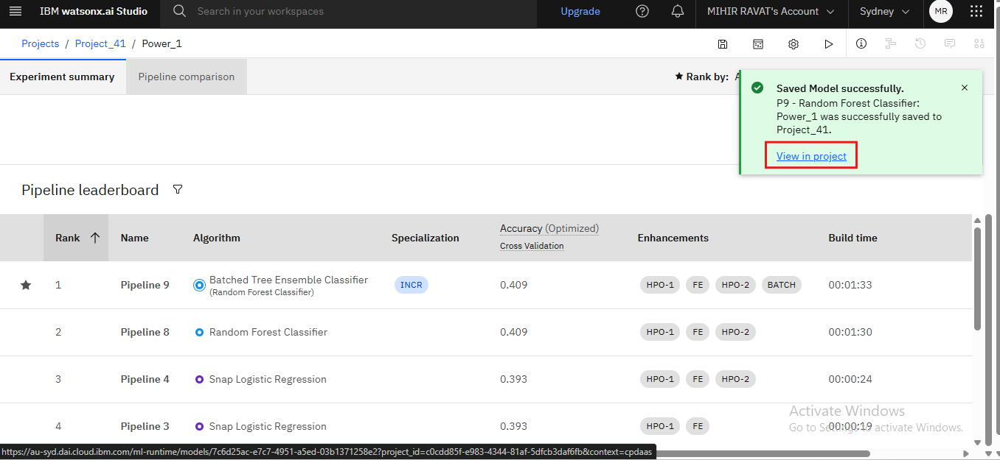 IBM watsonx.ai Studio
Search in your workspaces
Upgrade
MIHIR RAVAT's Account
Sydney
MR
Projects / Project_41 / Power_1
Experiment summary
Pipeline comparison
Rank by:
Saved Model successfully.
P9 - Random Forest Classifier:
Power_1 was successfully saved to
Project_41.
View in project
Pipeline leaderboard
Rank Name Algorithm Specialization Accuracy (Optimized) Enhancements Build time
Cross Validation
1 Pipeline 9 Batched Tree Ensemble Classifier INCR 0.409 HPO-1 FE HPO-2 BATCH 00:01:33
(Random Forest Classifier)
2 Pipeline 8 Random Forest Classifier 0.409 HPO-1 FE HPO-2 00:01:30
3 Pipeline 4 Snap Logistic Regression 0.393 HPO-1 FE HPO-2 00:00:24
4 Pipeline 3 Snap Logistic Regression 0.393 HPO-1 FE 00:00:19
Activate Windows
Go to Settings to activate Windows.
https://au-syd.dai.cloud.ibm.com/ml-runtime/models/7c6d25ac-e7c7-4951-a5ed-03b1371258e2?project_id=c0cdd85f-e983-4344-81af-5dfcb3daf6fb&context=cpdaas